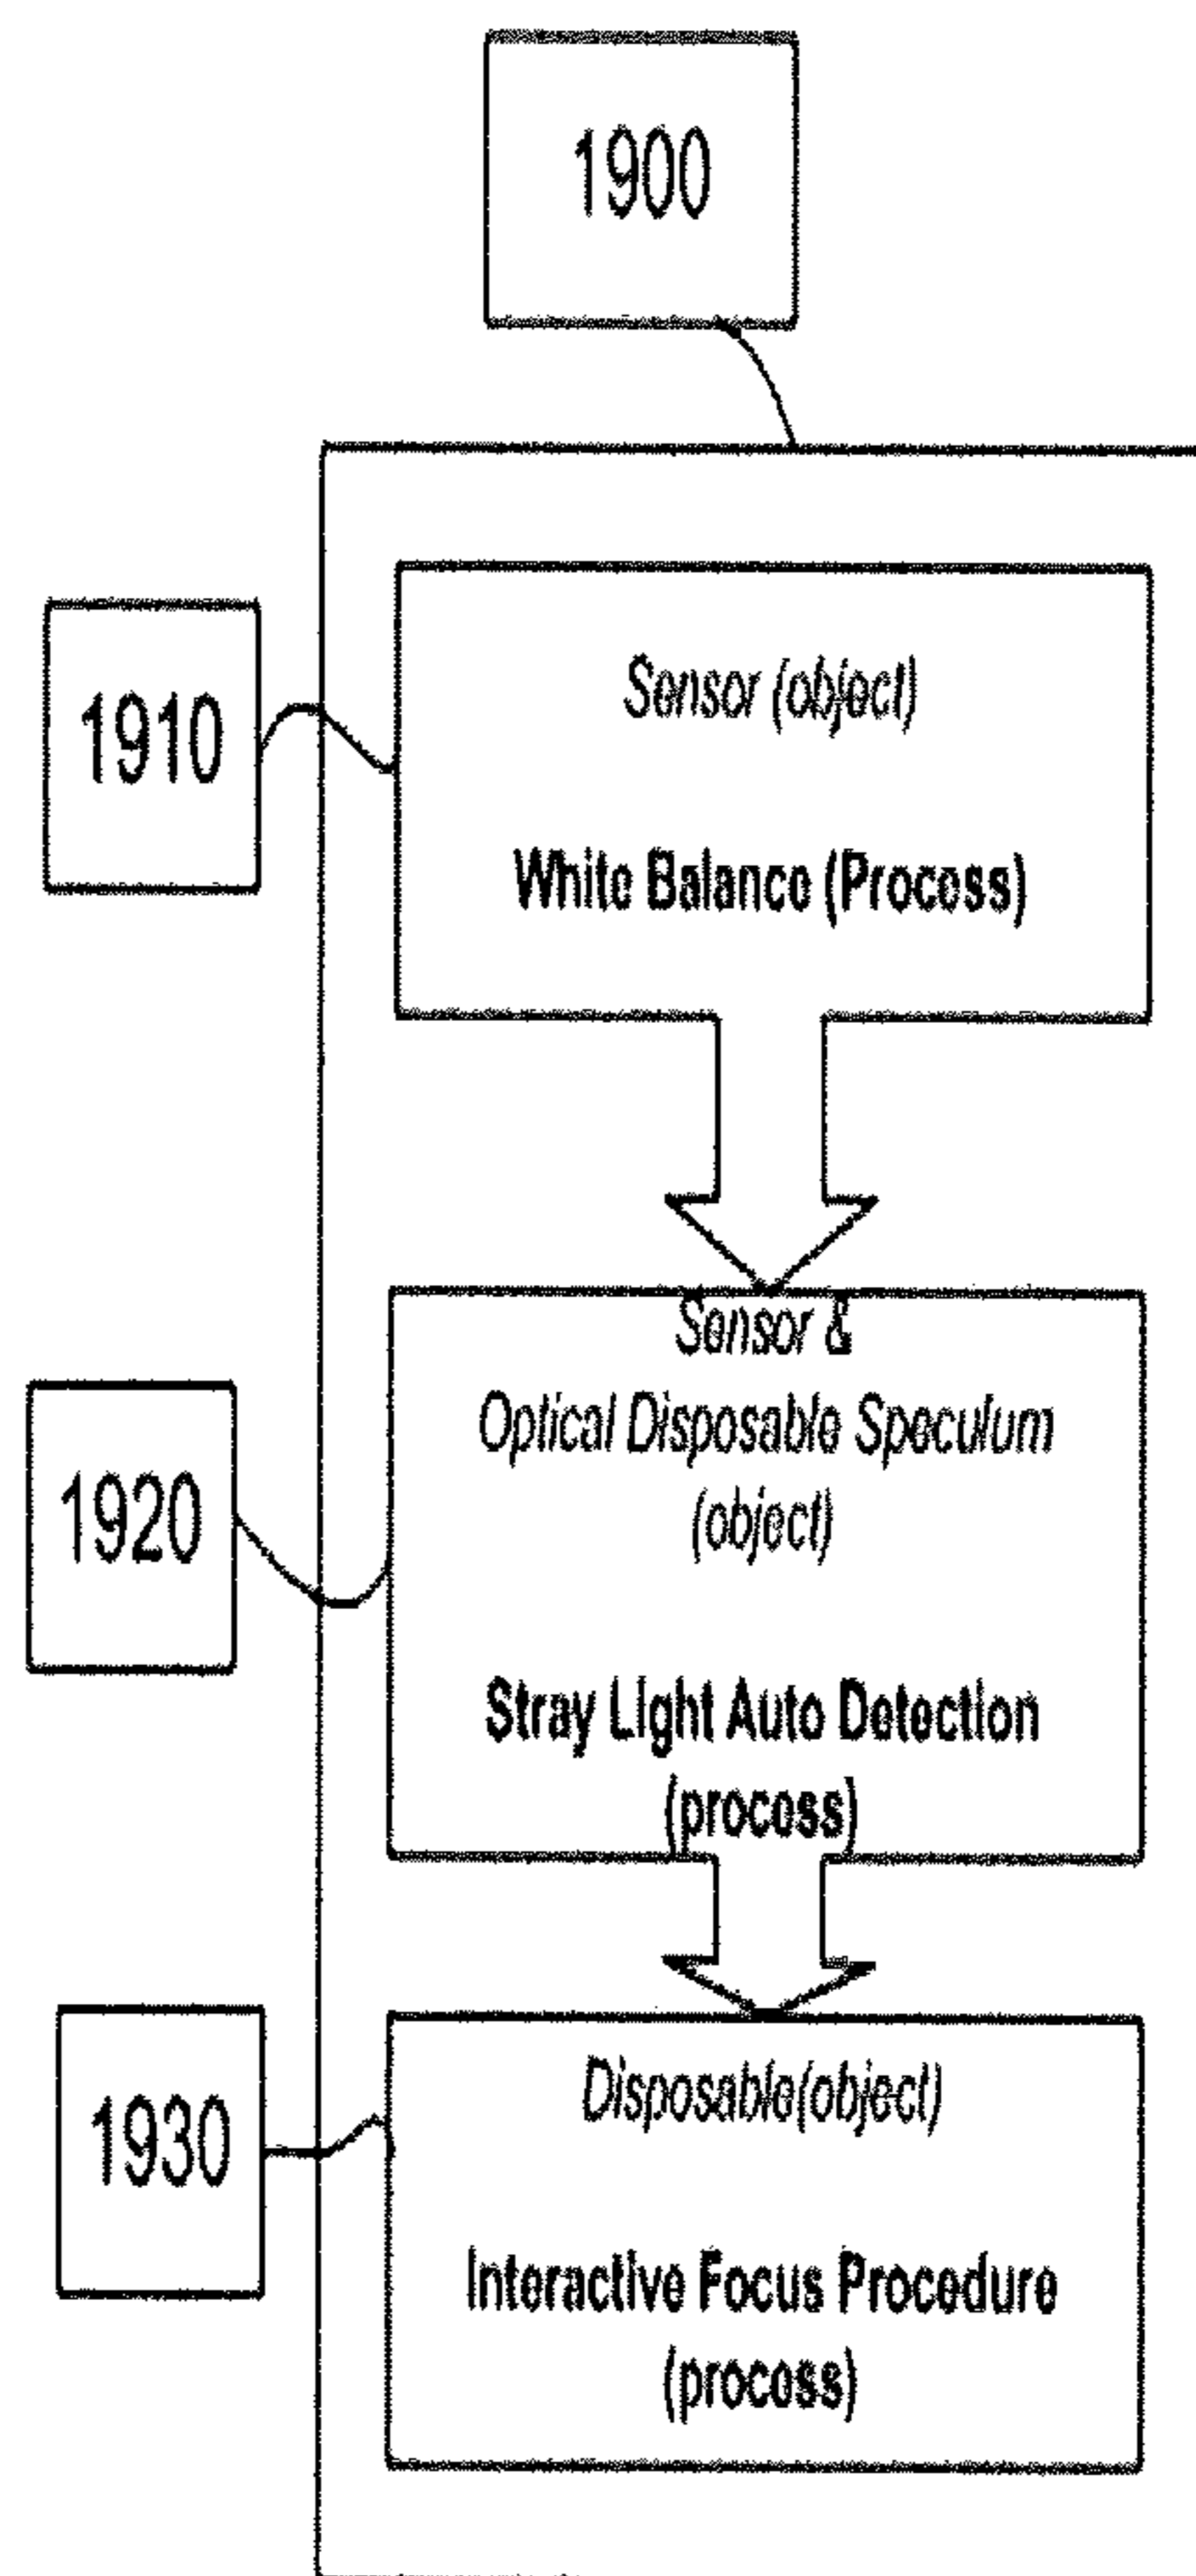 1900
1910
Sensor (object)
White Balance (Process)
1920
Sensor &
Optical Disposable Speculum
(object)
Stray Light Auto Detection
(process)
1930
Disposable(object)
Interactive Focus Procedure
(process)